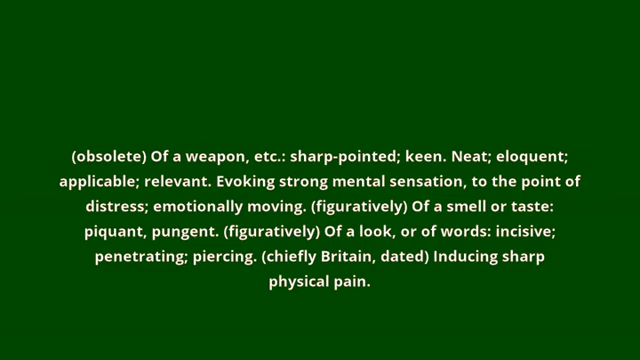 (obsolete) Of a weapon, etc.: sharp-pointed; keen. Neat; eloquent;
applicable; relevant. Evoking strong mental sensation, to the point of
distress; emotionally moving. (figuratively) Of a smell or taste:
piquant, pungent. (figuratively) Of a look, or of words: incisive;
penetrating; piercing. (chiefly Britain, dated) Inducing sharp
physical pain.